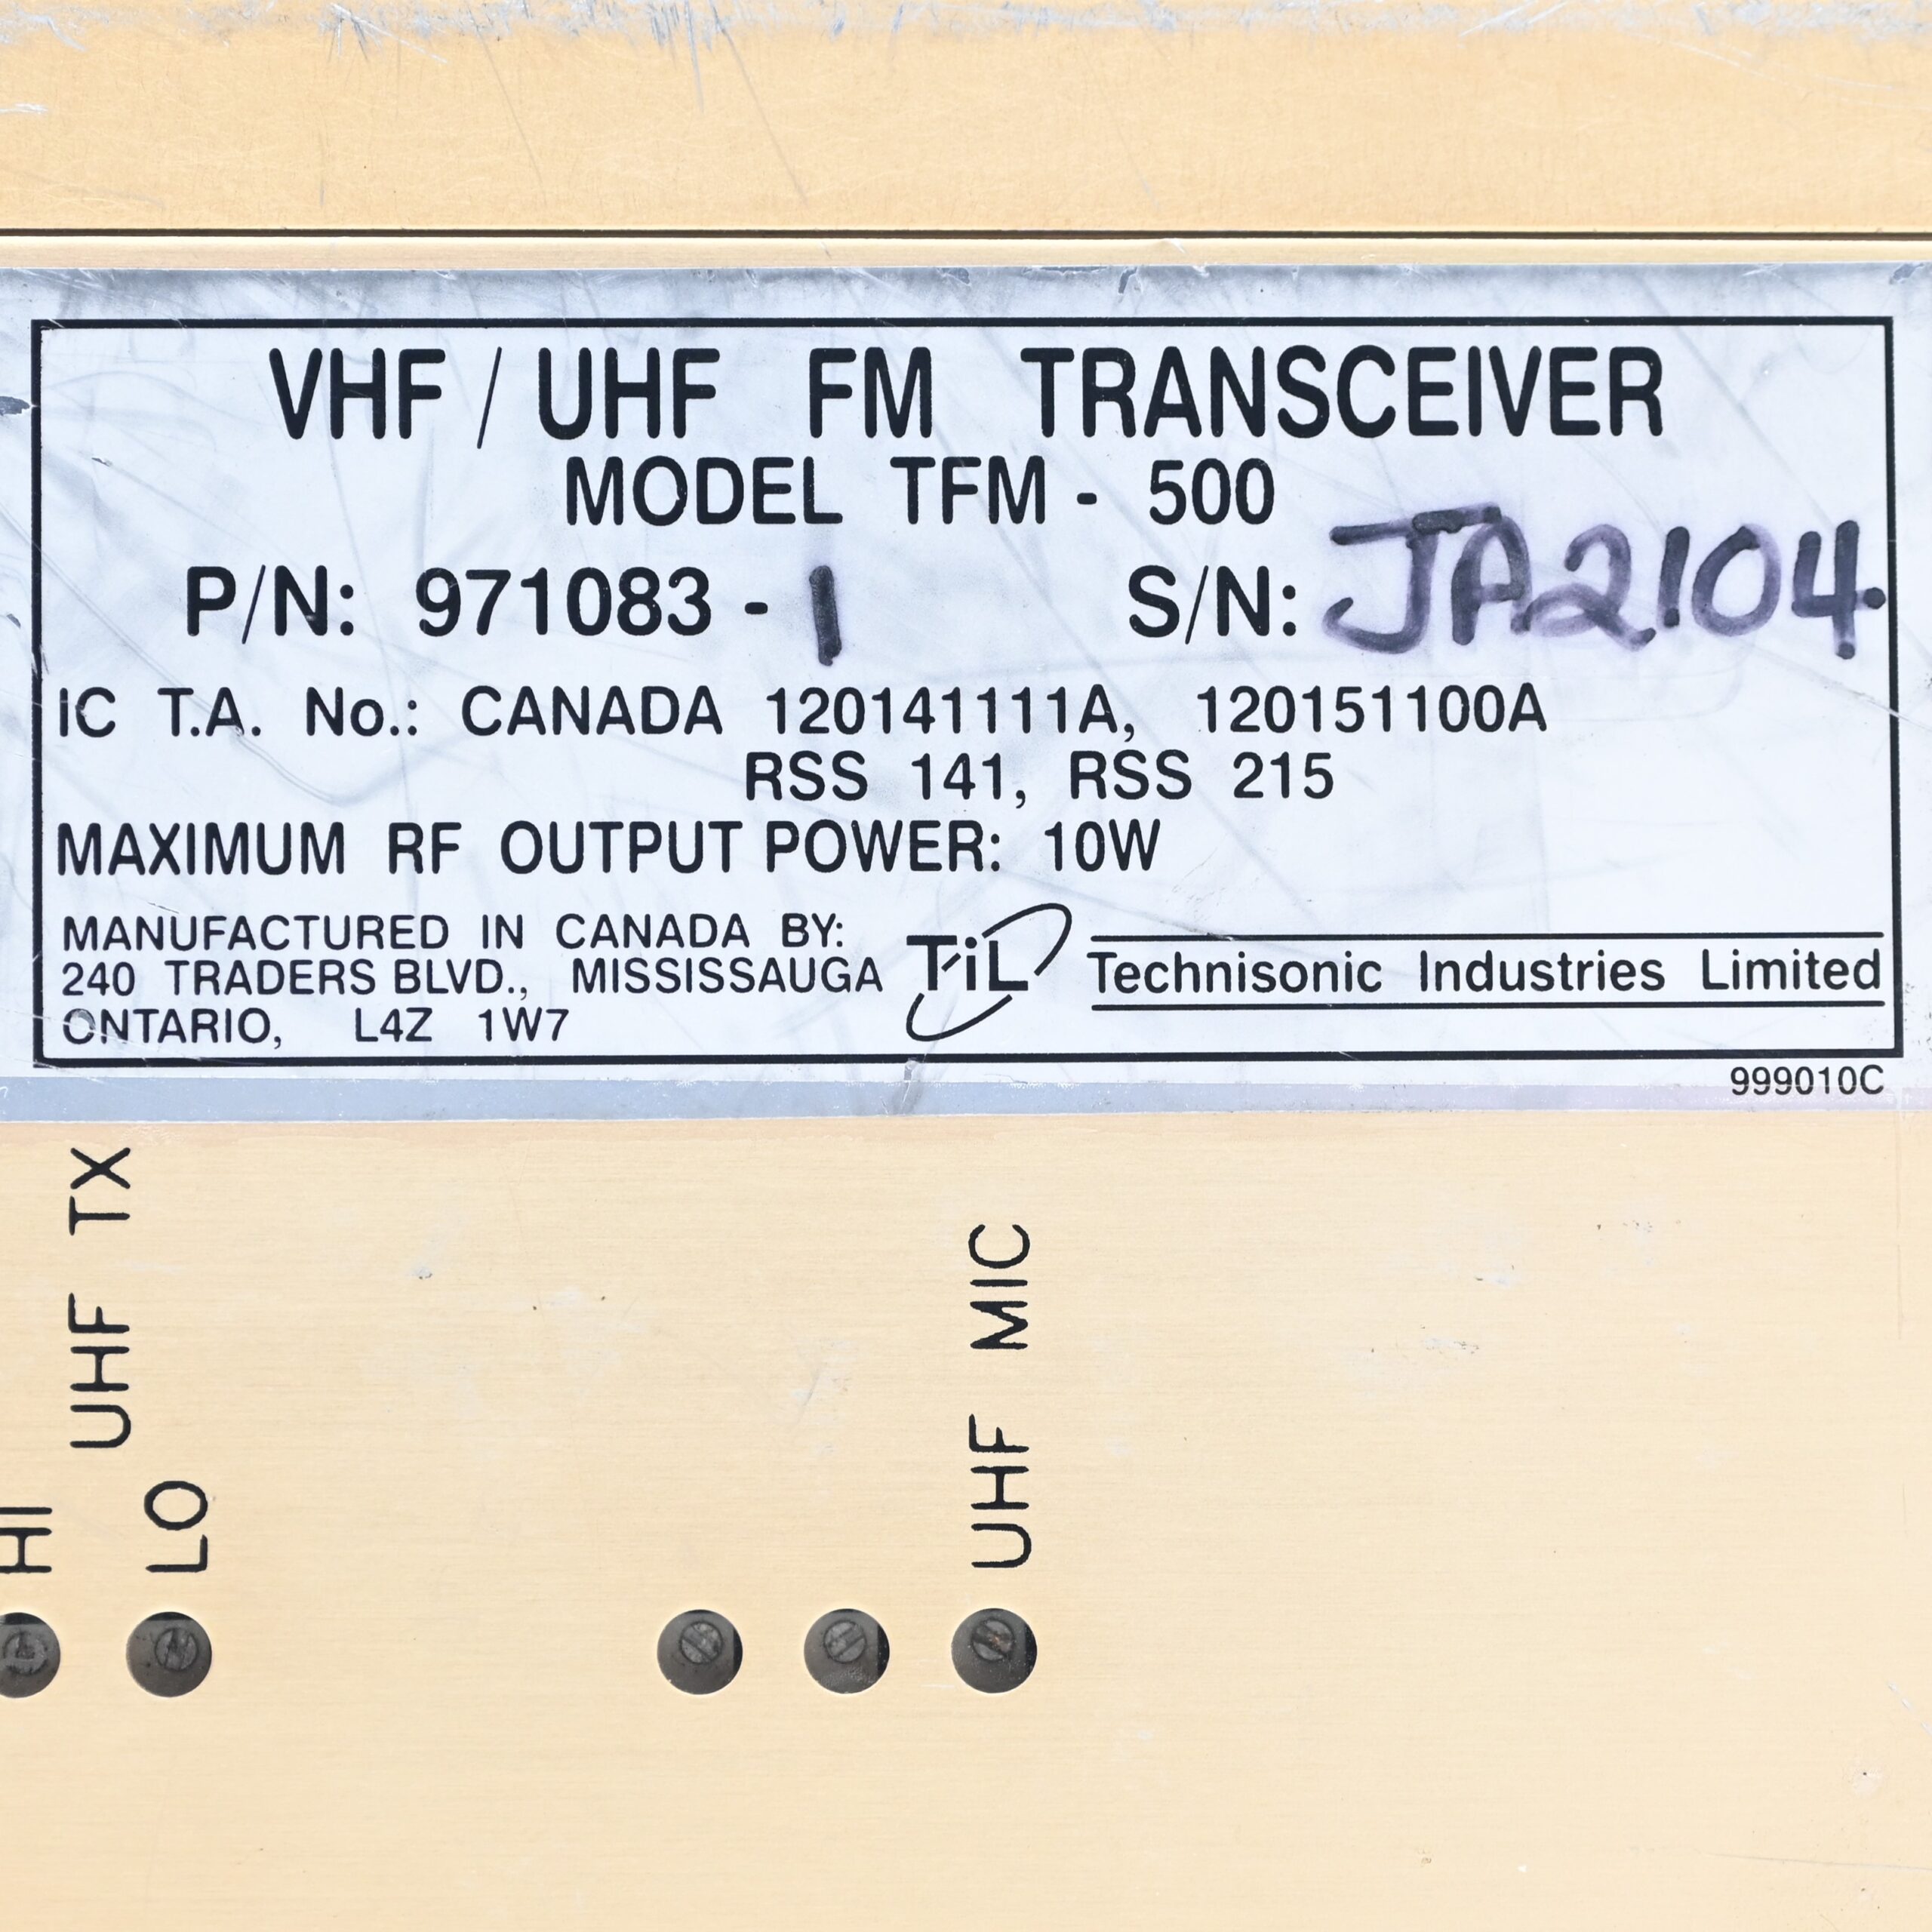 VHF / UHF FM TRANSCEIVER
MODEL TFM - 500
P/N: 971083 - 1 S/N: JA2104
IC T.A. No.: CANADA 120141111A, 120151100A
RSS 141, RSS 215
MAXIMUM RF OUTPUT POWER: 10W
MANUFACTURED IN CANADA BY:
240 TRADERS BLVD., MISSISSAUGA
ONTARIO, L4Z 1W7
TiL Technisonic Industries Limited
999010C
HI
UHF TX
LO
UHF MIC